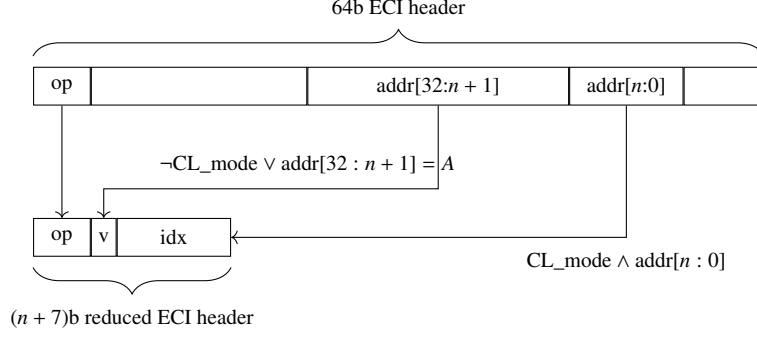 64b ECI header
op addr[32:n + 1] addr[n:0]
¬CL_mode ∨ addr[32 : n + 1] = A
op v idx
CL_mode ∧ addr[n : 0]
(n + 7)b reduced ECI header